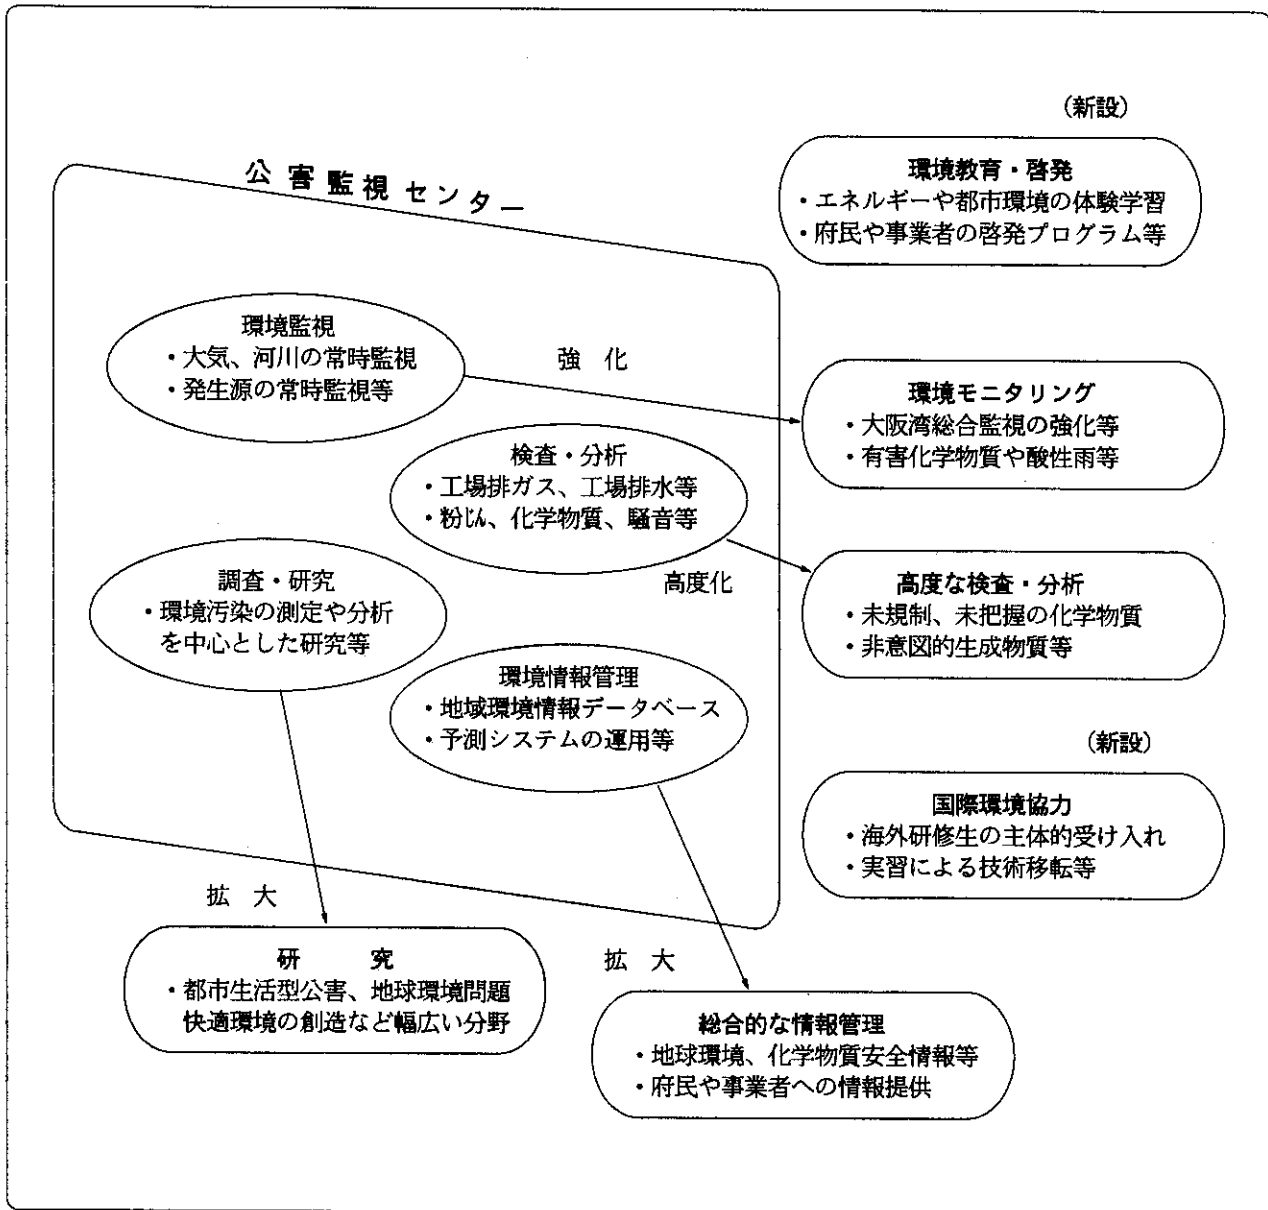 (新設)
環境教育・啓発
・エネルギーや都市環境の体験学習
・府民や事業者の啓発プログラム等
公害監視センター
環境監視
・大気、河川の常時監視
・発生源の常時監視等
強 化
環境モニタリング
・大阪湾総合監視の強化等
・有害化学物質や酸性雨等
検査・分析
・工場排ガス、工場排水等
・粉じん、化学物質、騒音等
高度化
高度な検査・分析
・未規制、未把握の化学物質
・非意図的生成物質等
調査・研究
・環境汚染の測定や分析
を中心とした研究等
環境情報管理
・地域環境情報データベース
・予測システムの運用等
(新設)
国際環境協力
・海外研修生の主体的受け入れ
・実習による技術移転等
拡 大
研 究
・都市生活型公害、地球環境問題
快適環境の創造など幅広い分野
拡 大
総合的な情報管理
・地球環境、化学物質安全情報等
・府民や事業者への情報提供